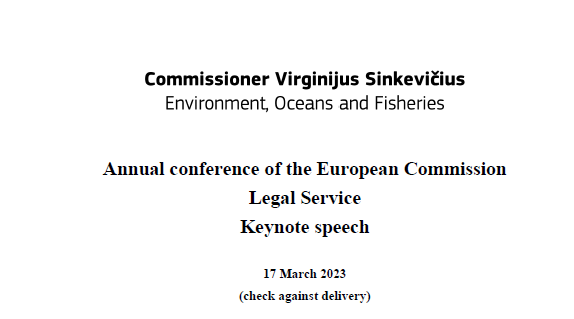 Commissioner Virginijus Sinkevičius
Environment, Oceans and Fisheries
Annual conference of the European Commission
Legal Service
Keynote speech
17 March 2023
(check against delivery)